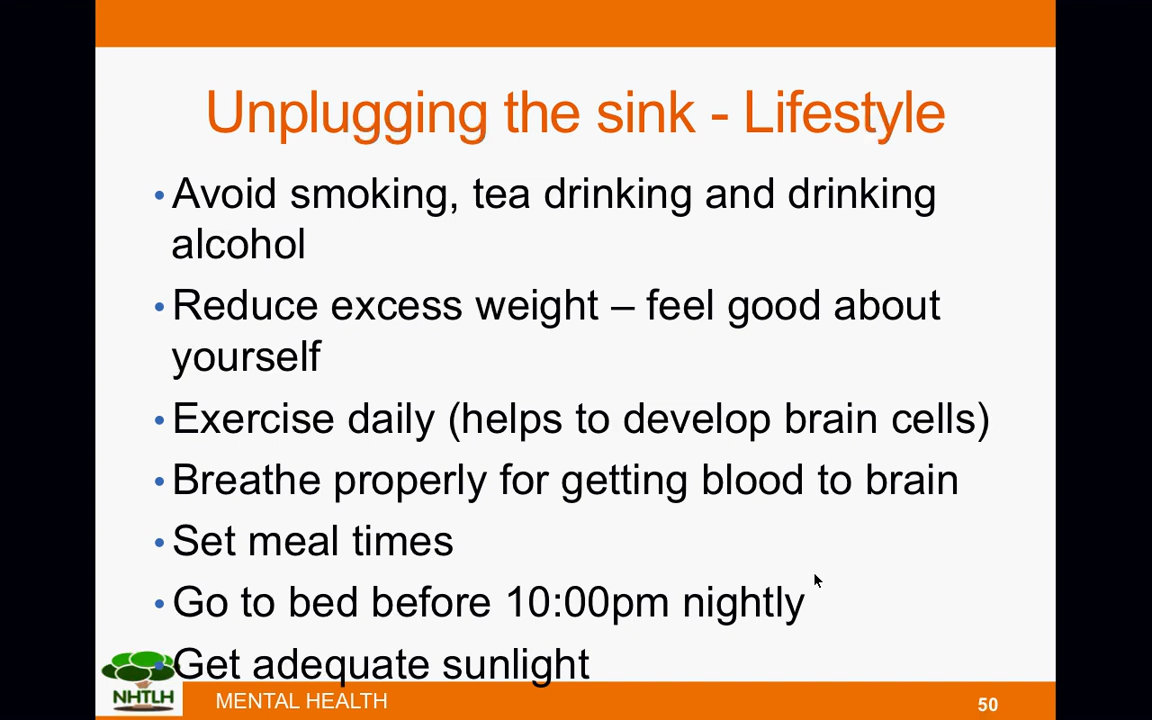 Unplugging the sink - Lifestyle
• Avoid smoking, tea drinking and drinking
alcohol
• Reduce excess weight – feel good about
yourself
• Exercise daily (helps to develop brain cells)
• Breathe properly for getting blood to brain
• Set meal times
• Go to bed before 10:00pm nightly
• Get adequate sunlight
NHTLH
MENTAL HEALTH
50